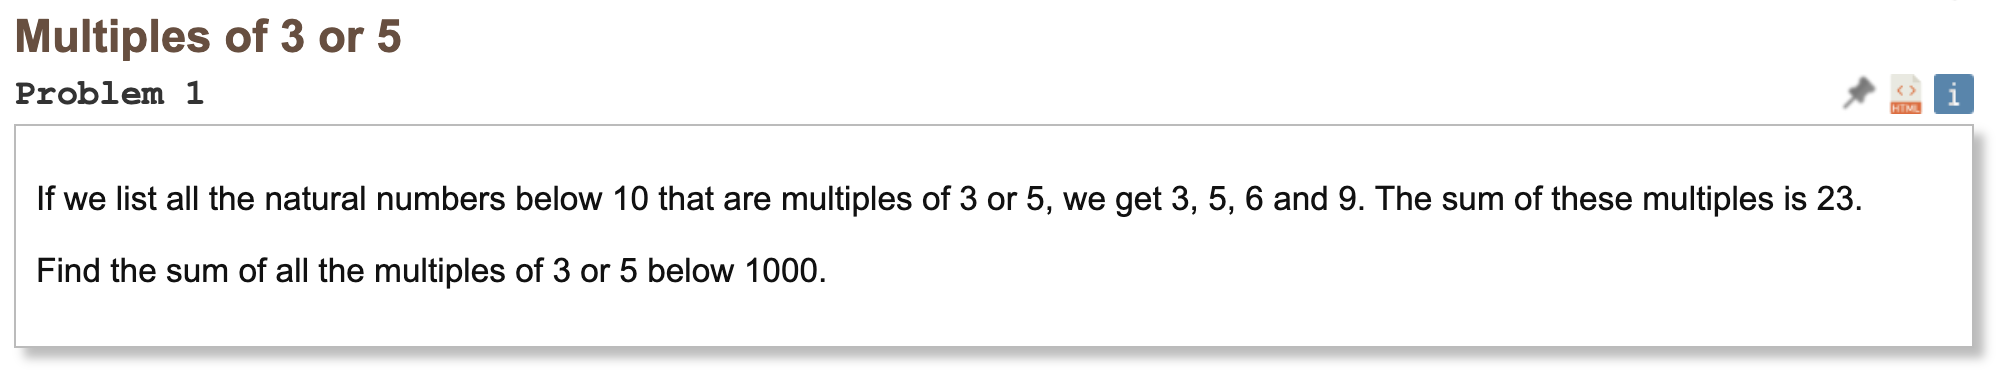 Multiples of 3 or 5
Problem 1
HTML
i
If we list all the natural numbers below 10 that are multiples of 3 or 5, we get 3, 5, 6 and 9. The sum of these multiples is 23.
Find the sum of all the multiples of 3 or 5 below 1000.